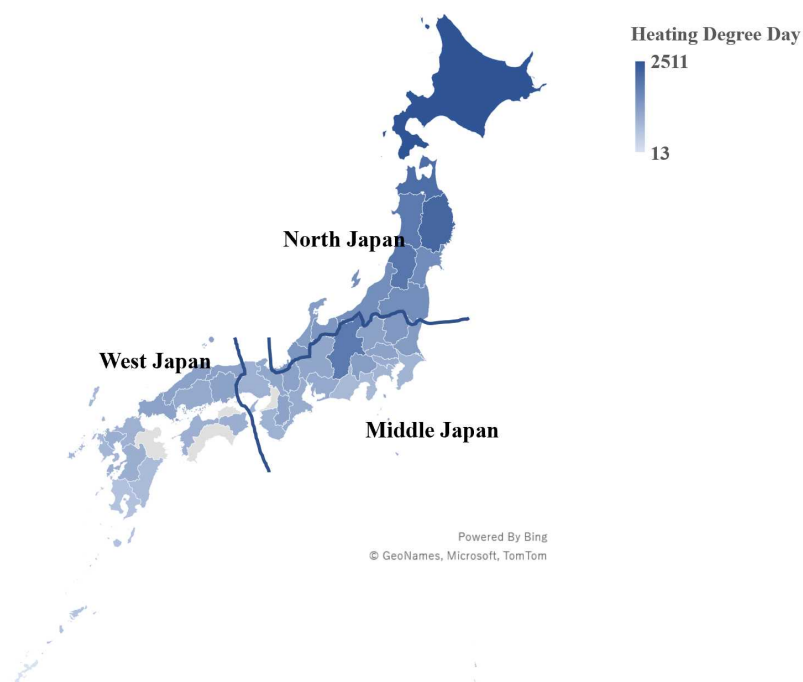 Heating Degree Day
2511
13
North Japan
West Japan
Middle Japan
Powered By Bing
© GeoNames, Microsoft, TomTom